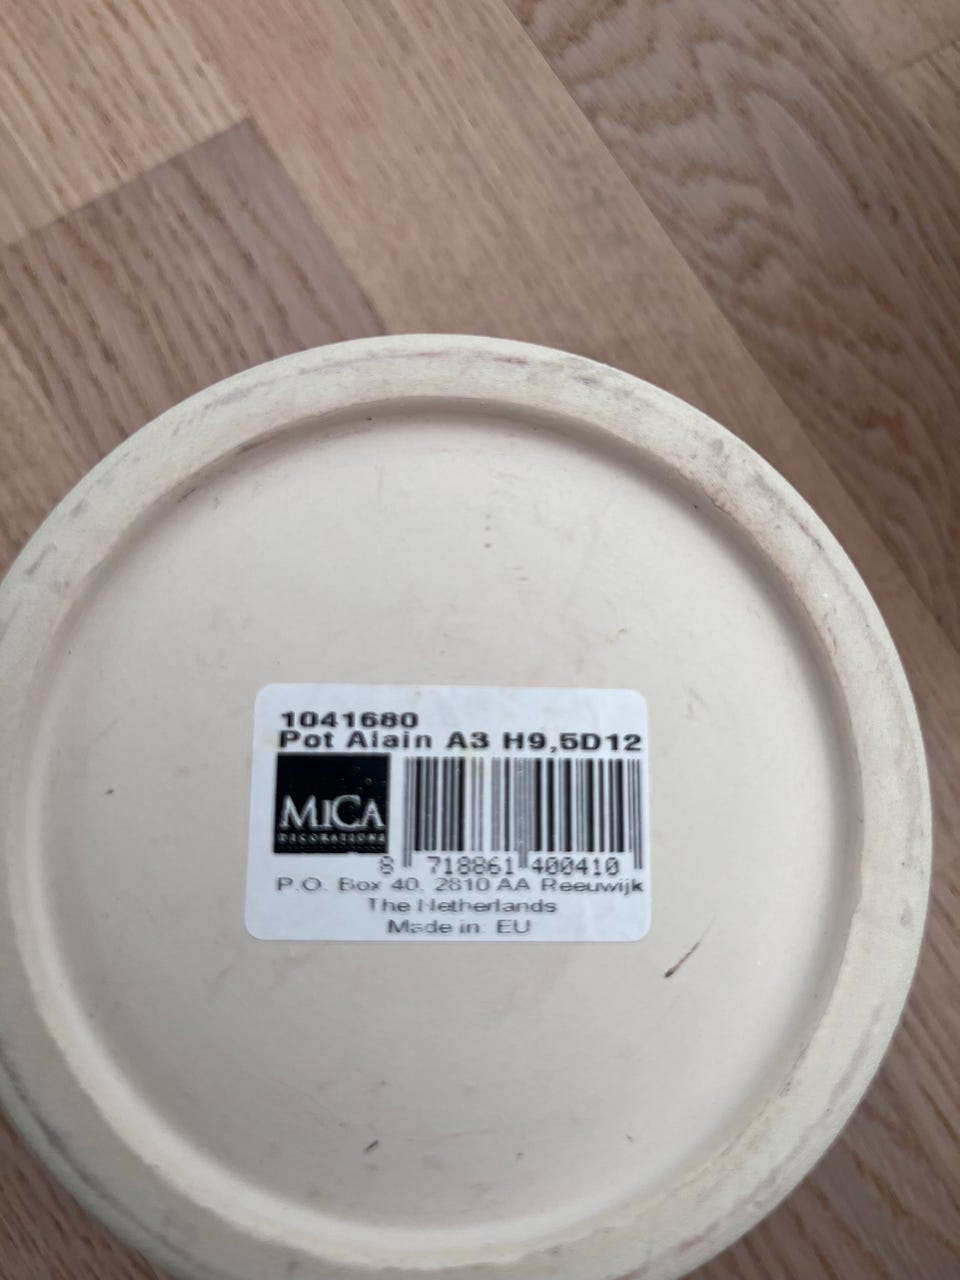 1041680
Pot Alain A3 H9,5D12
MICA
DECORATIONS
8 718861 400410
P.O. Box 40, 2810 AA Reeuwijk
The Netherlands
Made in: EU